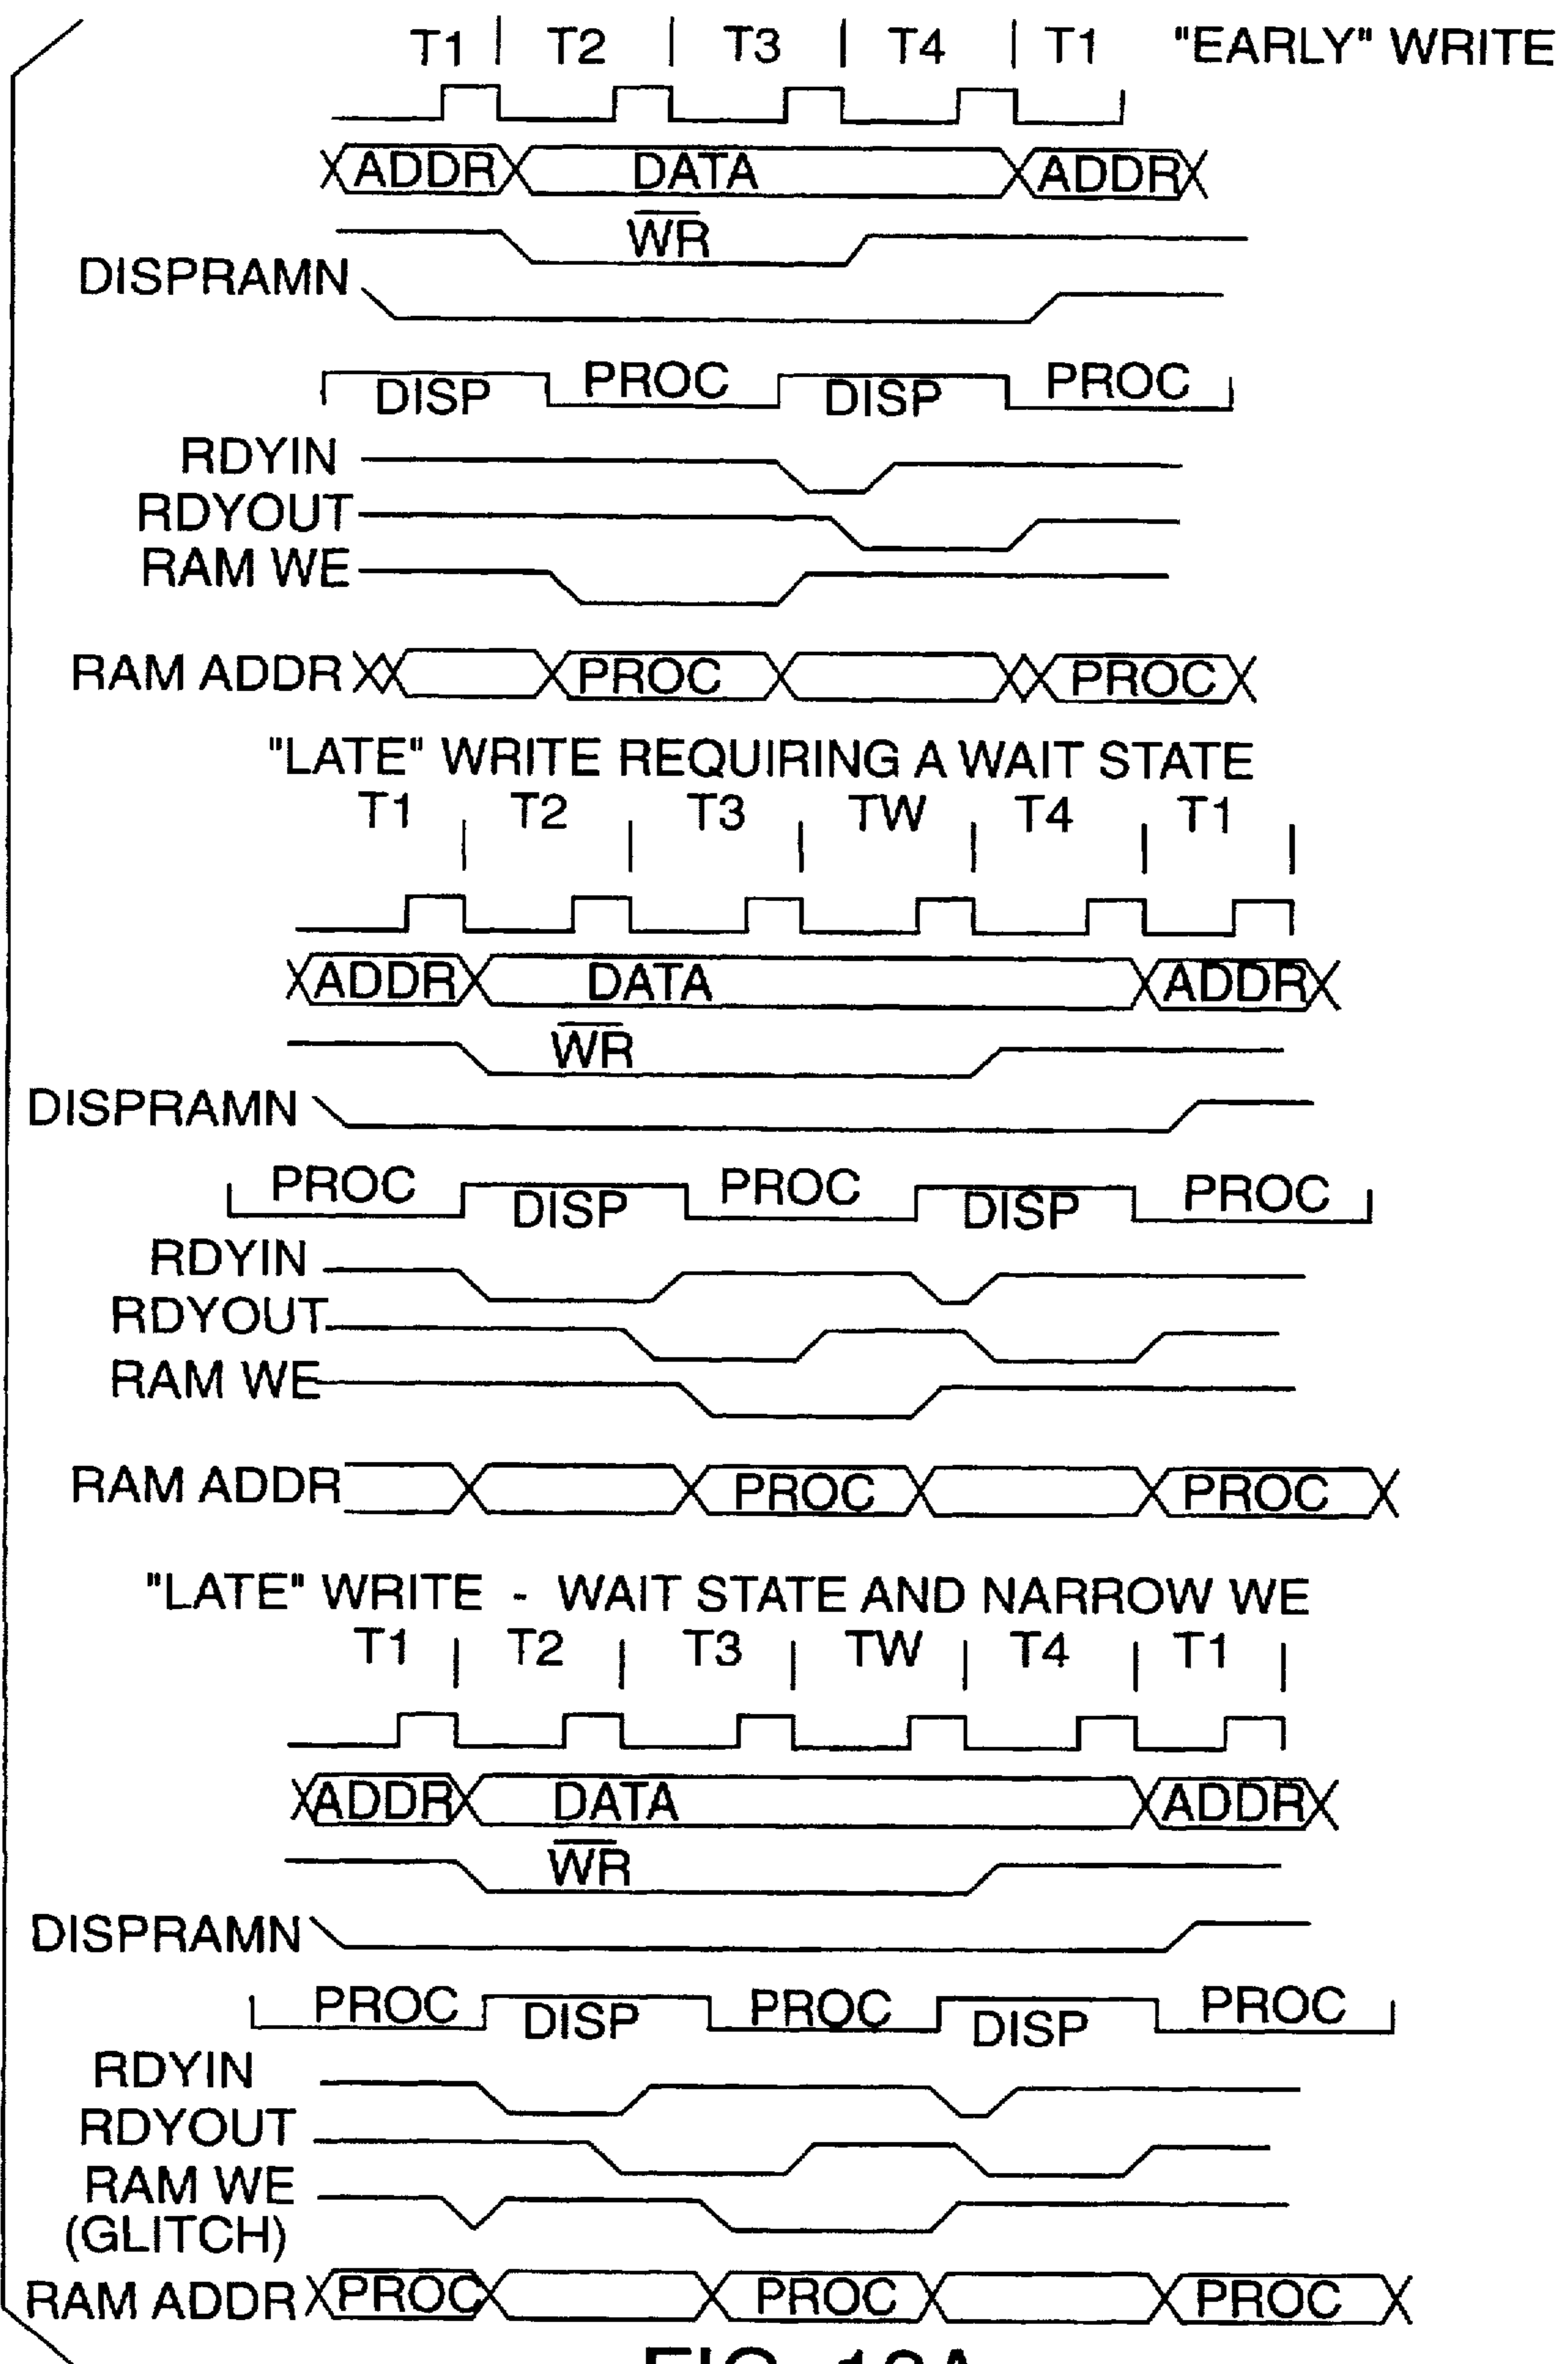 T1 | T2 | T3 | T4 | T1 "EARLY" WRITE
ADDR DATA ADDR
WR
DISPRAMN
DISP PROC DISP PROC
RDYIN
RDYOUT
RAM WE
RAM ADDR PROC PROC
"LATE" WRITE REQUIRING A WAIT STATE
T1 | T2 | T3 | TW | T4 | T1 |
ADDR DATA ADDR
WR
DISPRAMN
PROC DISP PROC DISP PROC
RDYIN
RDYOUT
RAM WE
RAM ADDR PROC PROC
"LATE" WRITE - WAIT STATE AND NARROW WE
T1 | T2 | T3 | TW | T4 | T1 |
ADDR DATA ADDR
WR
DISPRAMN
PROC DISP PROC DISP PROC
RDYIN
RDYOUT
RAM WE
(GLITCH)
RAM ADDR PROC PROC PROC